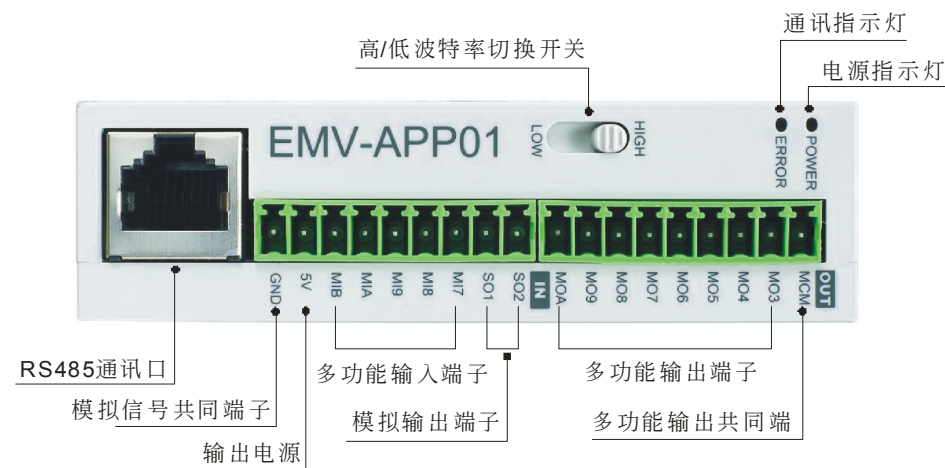 通讯指示灯
高/低波特率切换开关
电源指示灯
EMV-APP01
LOW
HIGH
ERROR
POWER
GND
5V
MIB
MIA
MI9
MI8
MI7
SO1
SO2
IN
MOA
MO9
MO8
MO7
MO6
MO5
MO4
MO3
MCM
OUT
RS485通讯口
多功能输入端子
多功能输出端子
模拟信号共同端子
模拟输出端子
多功能输出共同端
输出电源